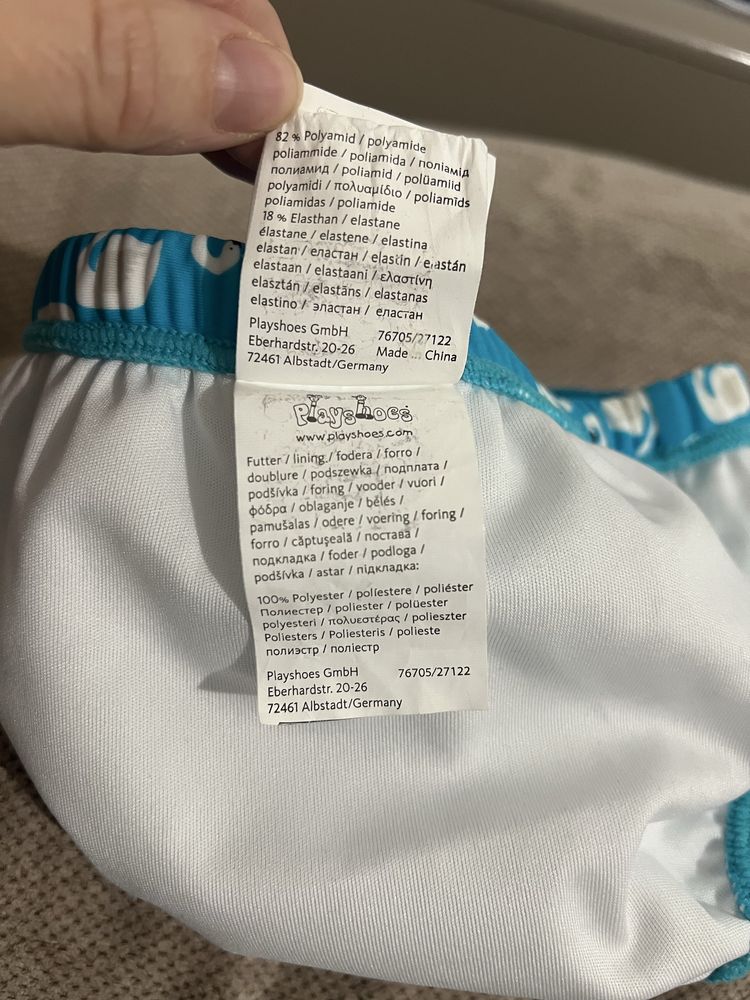 82 % Polyamid / polyamide
poliammide / poliamida / поліамід
полиамид / poliamid / polüamiid
polyamidi / πολυαμίδιο / poliamīds
poliamidas / poliamide
18 % Elasthan / elastane
élastane / elastene / elastina
elastan / еластан / elastin / elastán
elastaan / elastaani / ελαστίνη
elasztán / elastāns / elastanas
elastino / эластан / еластан
Playshoes GmbH 76705/27122
Eberhardstr. 20-26 Made China
72461 Albstadt/Germany
Playshoes
www.playshoes.com
Futter / lining / fodera / forro /
doublure / podszewka / подплата /
podšívka / foring / vooder / vuori /
φόδρα / oblaganje / bélés /
pamušalas / odere / voering / foring /
forro / căptuşeală / постава /
подкладка / foder / podloga /
podšívka / astar / підкладка:
100% Polyester / poliestere / poliéster
Полиестер / poliester / polüester
polyesteri / πολυεστέρας / polieszter
Poliesters / Poliesteris / polieste
полиэстр / поліестр
Playshoes GmbH 76705/27122
Eberhardstr. 20-26
72461 Albstadt/Germany